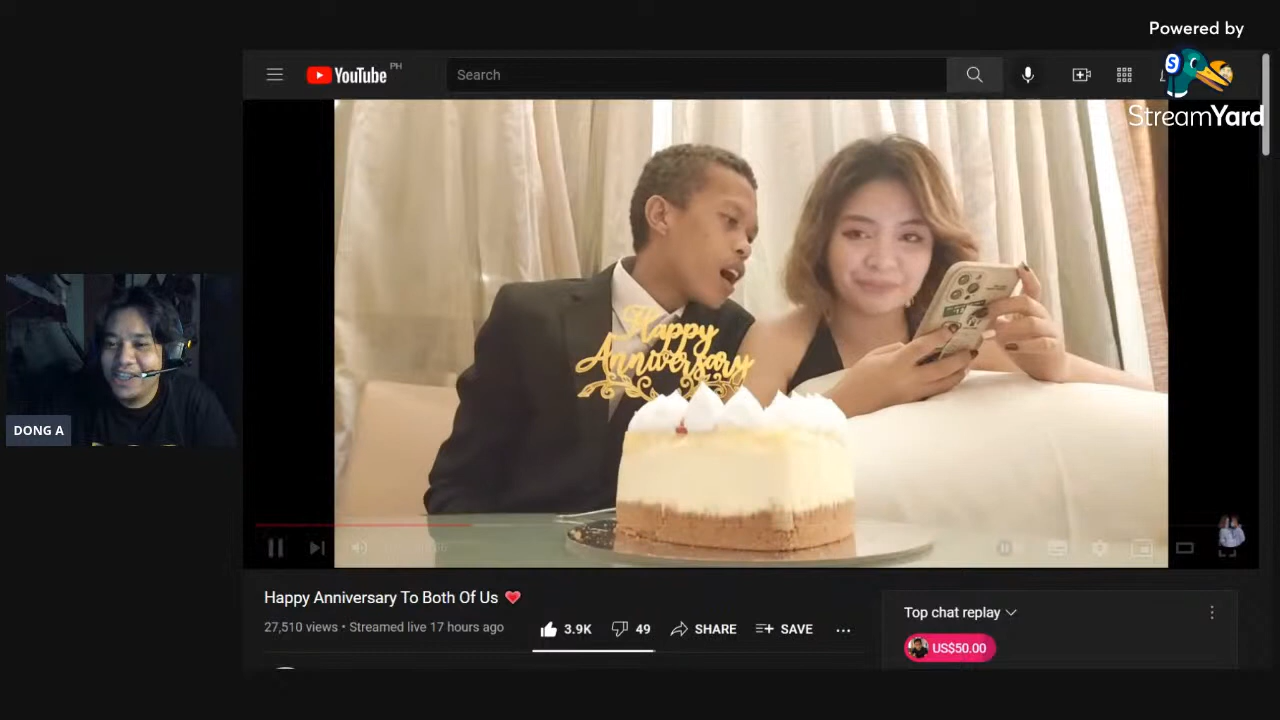 Powered by
StreamYard
YouTube PH
Search
Happy
Anniversary
DONG A
Happy Anniversary To Both Of Us ❤️
27,510 views • Streamed live 17 hours ago
3.9K
49
SHARE
SAVE
Top chat replay
US$50.00